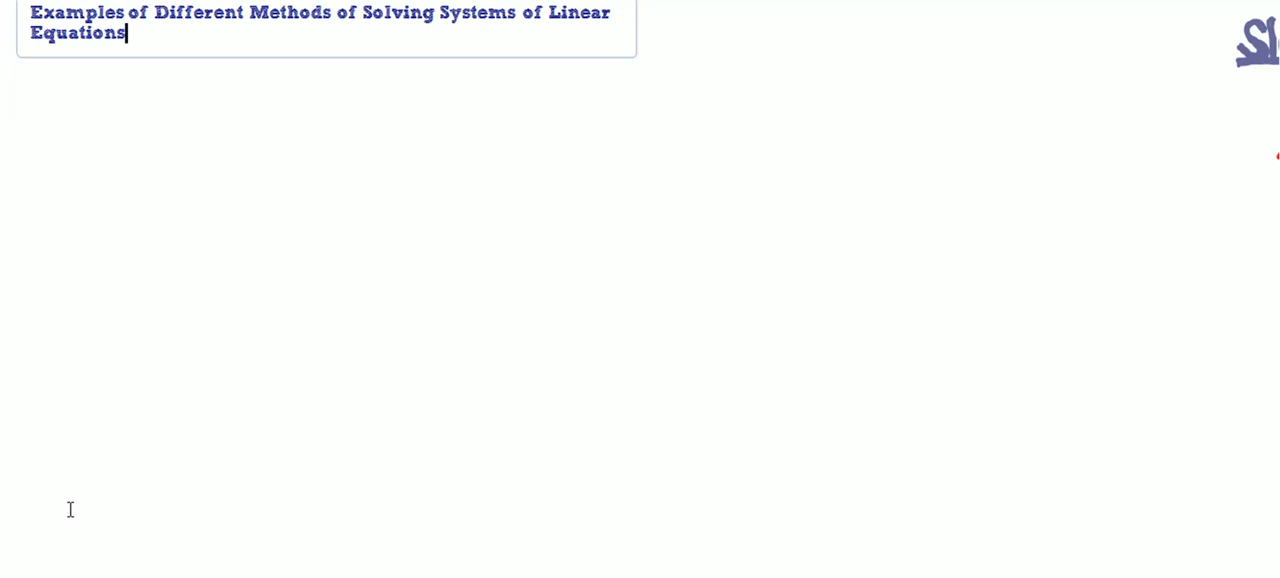 Examples of Different Methods of Solving Systems of Linear
Equations